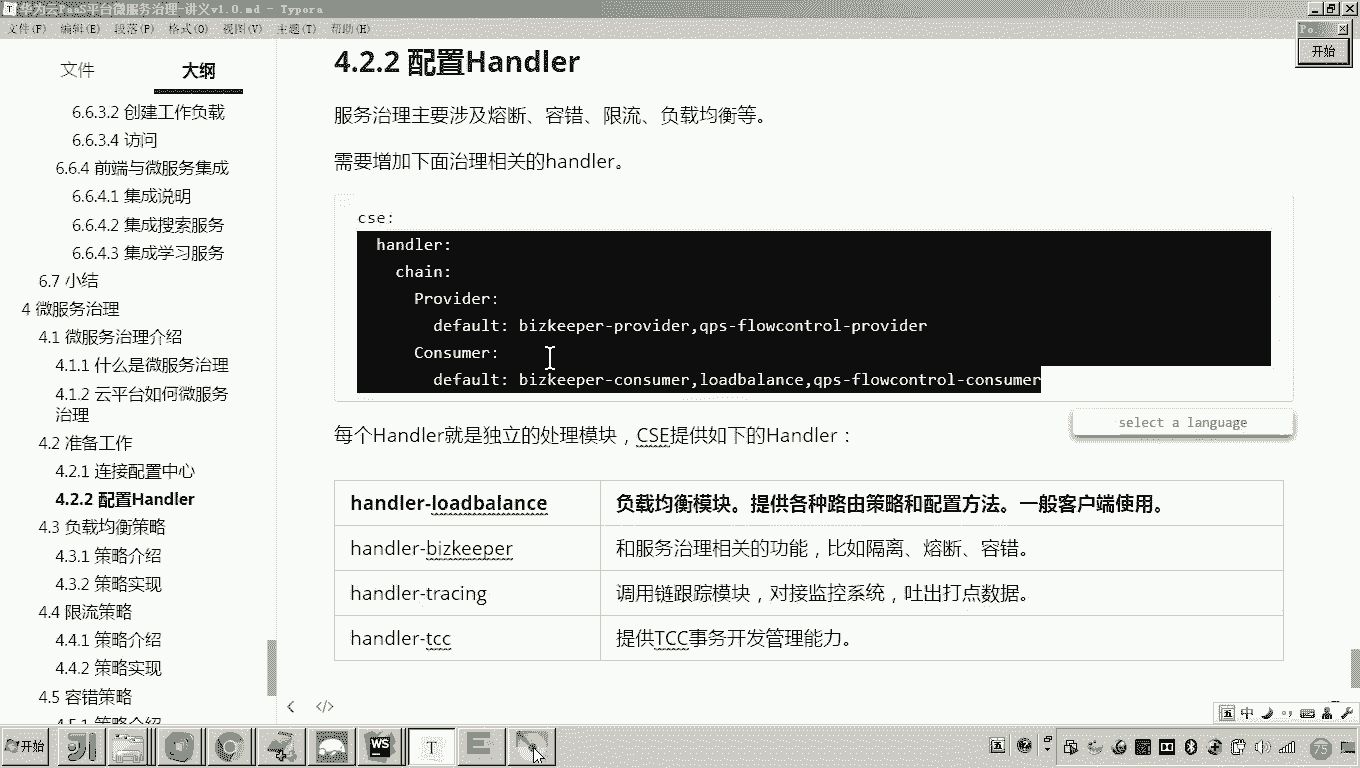 华为云PaaS平台微服务治理-讲义v1.0.md - Typora
文件(F) 编辑(E) 段落(P) 格式(O) 视图(V) 主题(T) 帮助(H)
开始
文件 大纲
6.6.3.2 创建工作负载
6.6.3.4 访问
6.6.4 前端与微服务集成
6.6.4.1 集成说明
6.6.4.2 集成搜索服务
6.6.4.3 集成学习服务
6.7 小结
4 微服务治理
4.1 微服务治理介绍
4.1.1 什么是微服务治理
4.1.2 云平台如何微服务
治理
4.2 准备工作
4.2.1 连接配置中心
4.2.2 配置Handler
4.3 负载均衡策略
4.3.1 策略介绍
4.3.2 策略实现
4.4 限流策略
4.4.1 策略介绍
4.4.2 策略实现
4.5 容错策略
4.5.1 策略介绍
4.2.2 配置Handler
服务治理主要涉及熔断、容错、限流、负载均衡等。
需要增加下面治理相关的handler。
cse:
handler:
chain:
Provider:
default: bizkeeper-provider,qps-flowcontrol-provider
Consumer:
default: bizkeeper-consumer,loadbalance,qps-flowcontrol-consumer
select a language
每个Handler就是独立的处理模块，CSE提供如下的Handler：
handler-loadbalance 负载均衡模块。提供各种路由策略和配置方法。一般客户端使用。
handler-bizkeeper 和服务治理相关的功能，比如隔离、熔断、容错。
handler-tracing 调用链跟踪模块，对接监控系统，吐出打点数据。
handler-tcc 提供TCC事务开发管理能力。
五 中
开始
WS
T
五
75